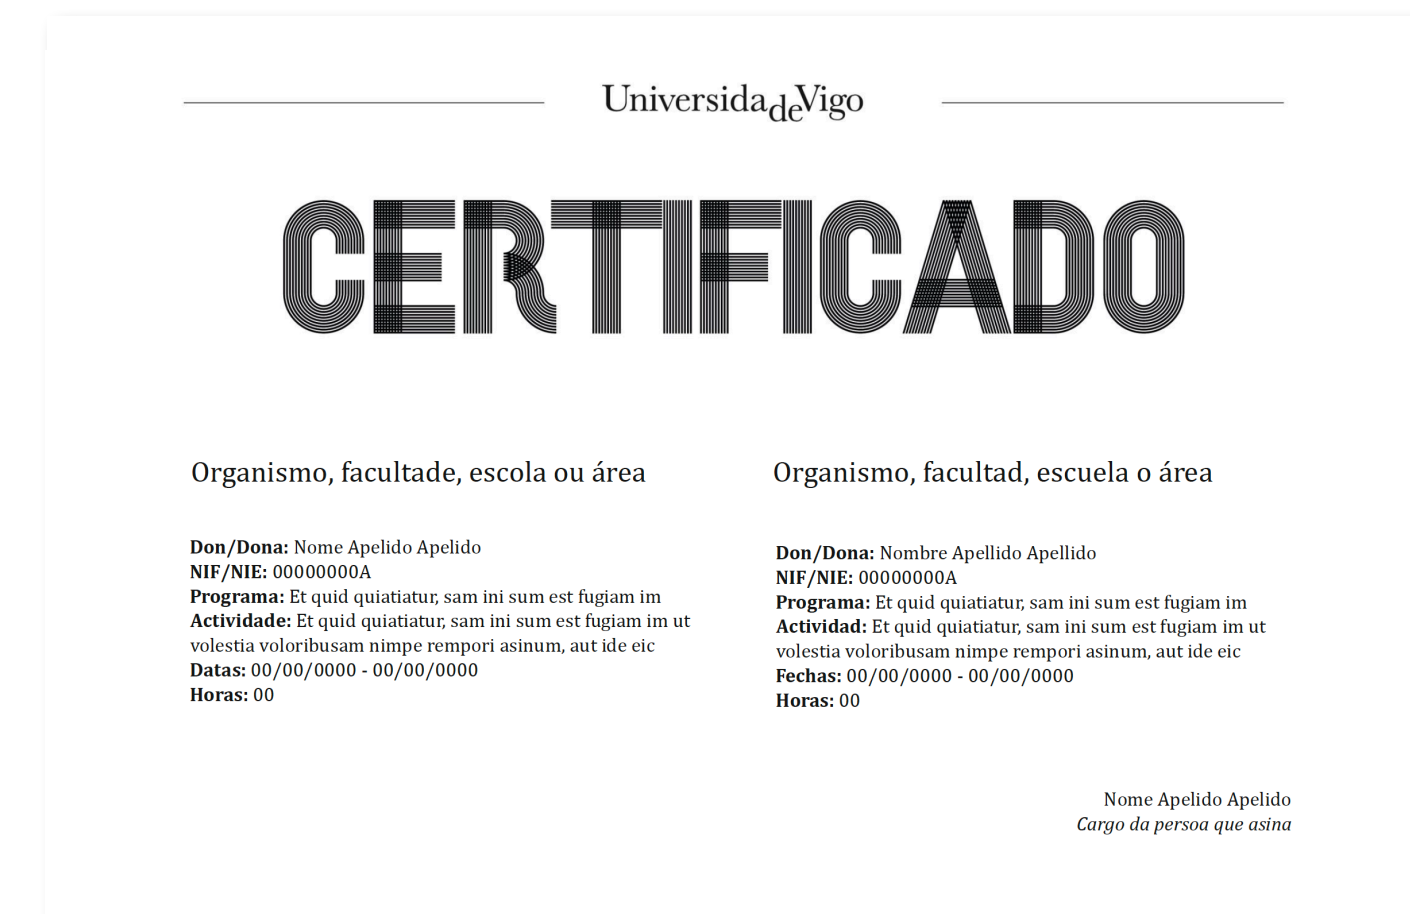 UniversidadeVigo
CERTIFICADO
Organismo, facultade, escola ou área
Don/Dona: Nome Apelido Apelido
NIF/NIE: 00000000A
Programa: Et quid quiatiatur, sam ini sum est fugiam im
Actividade: Et quid quiatiatur, sam ini sum est fugiam im ut
volestia voloribusam nimpe rempori asinum, aut ide eic
Datas: 00/00/0000 - 00/00/0000
Horas: 00
Organismo, facultad, escuela o área
Don/Dona: Nombre Apellido Apellido
NIF/NIE: 00000000A
Programa: Et quid quiatiatur, sam ini sum est fugiam im
Actividad: Et quid quiatiatur, sam ini sum est fugiam im ut
volestia voloribusam nimpe rempori asinum, aut ide eic
Fechas: 00/00/0000 - 00/00/0000
Horas: 00
Nome Apelido Apelido
Cargo da persoa que asina